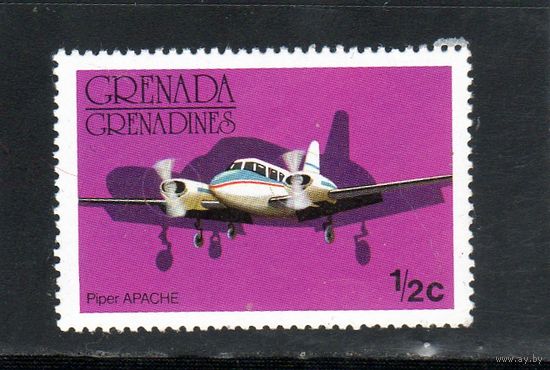 GRENADA
GRENADINES
Piper APACHE
1/2C
www.ay.by